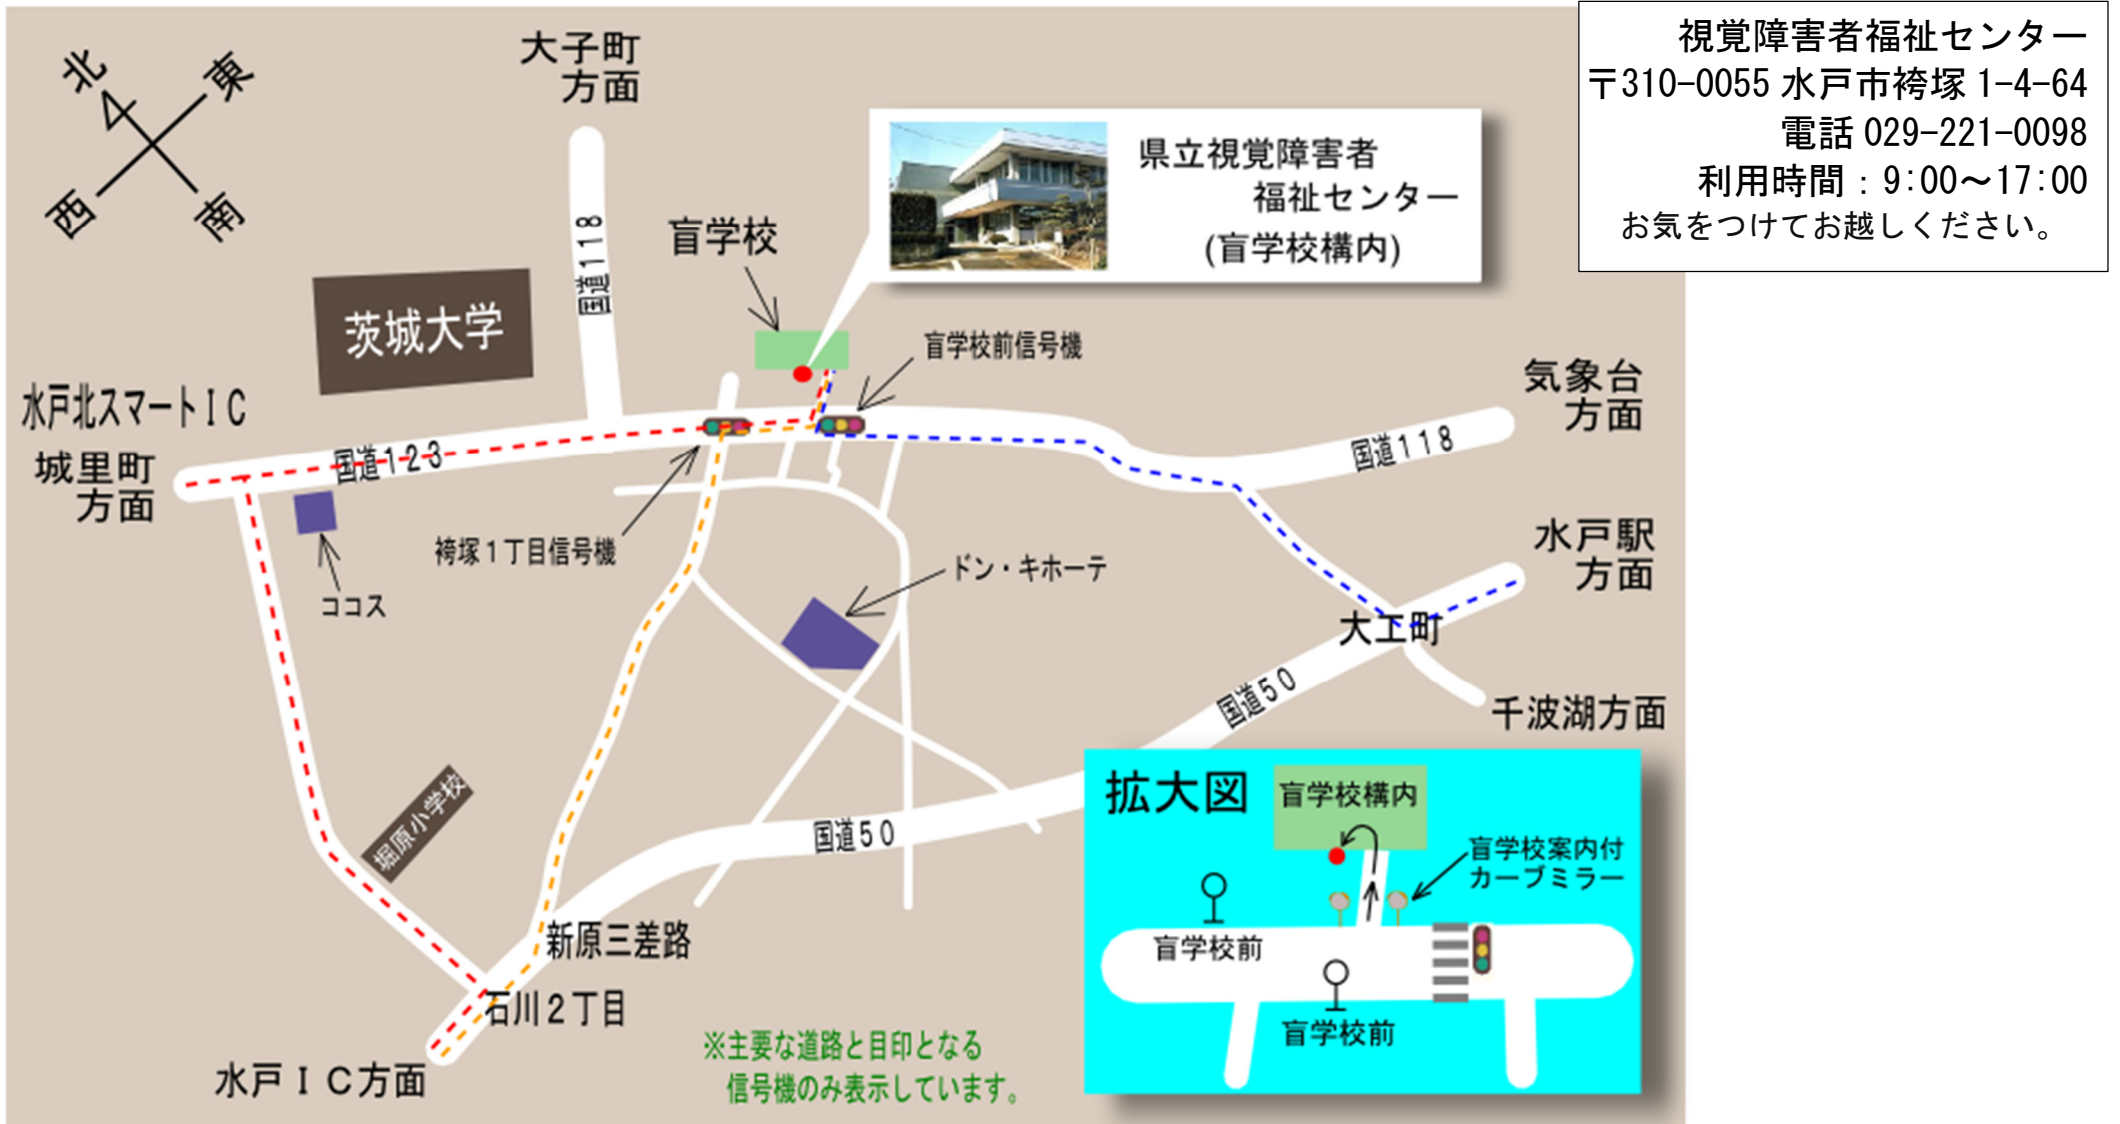 視覚障害者福祉センター
〒310-0055 水戸市袴塚 1-4-64
電話 029-221-0098
利用時間：9:00～17:00
お気をつけてお越しください。
北
東
西
南
大子町
方面
国道118
盲学校
県立視覚障害者
福祉センター
(盲学校構内)
茨城大学
盲学校前信号機
気象台
方面
水戸北スマートＩＣ
城里町
方面
国道123
国道118
ココス
袴塚１丁目信号機
ドン・キホーテ
水戸駅
方面
大工町
国道50
千波湖方面
堀原小学校
国道50
新原三差路
石川２丁目
水戸ＩＣ方面
※主要な道路と目印となる
信号機のみ表示しています。
拡大図
盲学校構内
盲学校案内付
カーブミラー
盲学校前
盲学校前